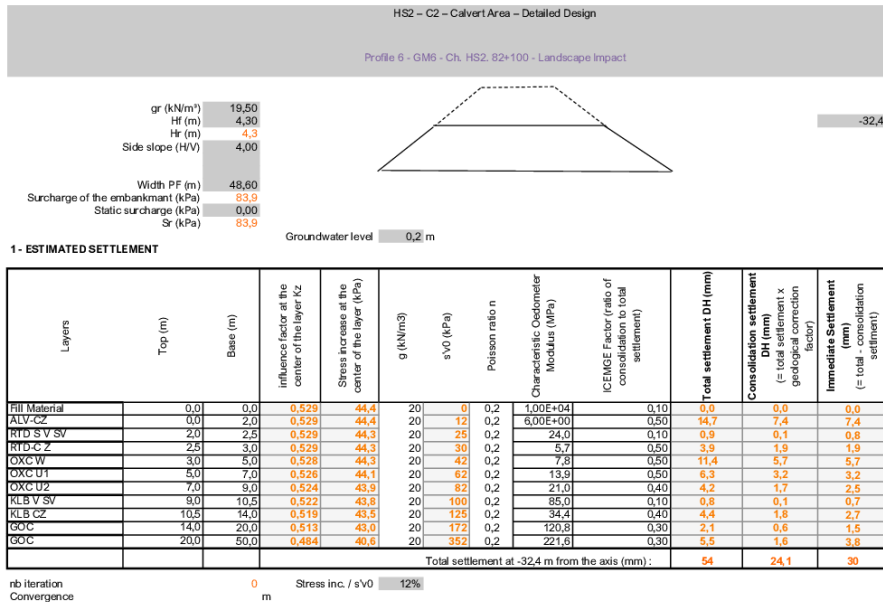 HS2 – C2 – Calvert Area – Detailed Design
Profile 6 - GM6 - Ch. HS2. 82+100 - Landscape Impact
gr (kN/m³) 19,50
Hf (m) 4,30
Hr (m) 4,3
Side slope (H/V) 4,00
-32,4
Width PF (m) 48,60
Surcharge of the embankmant (kPa) 83,9
Static surcharge (kPa) 0,00
Sr (kPa) 83,9
Groundwater level 0,2 m
1 - ESTIMATED SETTLEMENT
Layers
Top (m)
Base (m)
influence factor at the
center of the layer Kz
Stress increase at the
center of the layer (kPa)
g (kN/m3)
s'v0 (kPa)
Poisson ratio n
Characteristic Oedometer
Modulus (MPa)
ICEMGE Factor (ratio of
consolidation to total
settlement)
Total settlement DH (mm)
Consolidation settlement
DH (mm)
(= total settlement x
geological correction
factor)
Immediate Settlement
(mm)
(= total - consolidation
settlment)
Fill Material 0,0 0,0 0,529 44,4 20 0 0,2 1,00E+04 0,10 0,0 0,0 0,0
ALV-CZ 0,0 2,0 0,529 44,4 20 12 0,2 6,00E+00 0,50 14,7 7,4 7,4
RTD S V SV 2,0 2,5 0,529 44,3 20 25 0,2 24,0 0,10 0,9 0,1 0,8
RTD-C Z 2,5 3,0 0,529 44,3 20 30 0,2 5,7 0,50 3,9 1,9 1,9
OXC W 3,0 5,0 0,528 44,3 20 42 0,2 7,8 0,50 11,4 5,7 5,7
OXC U1 5,0 7,0 0,526 44,1 20 62 0,2 13,9 0,50 6,3 3,2 3,2
OXC U2 7,0 9,0 0,524 43,9 20 82 0,2 21,0 0,40 4,2 1,7 2,5
KLB V SV 9,0 10,5 0,522 43,8 20 100 0,2 85,0 0,10 0,8 0,1 0,7
KLB CZ 10,5 14,0 0,519 43,5 20 125 0,2 34,4 0,40 4,4 1,8 2,7
GOC 14,0 20,0 0,513 43,0 20 172 0,2 120,8 0,30 2,1 0,6 1,5
GOC 20,0 50,0 0,484 40,6 20 352 0,2 221,6 0,30 5,5 1,6 3,8
Total settlement at -32,4 m from the axis (mm) : 54 24,1 30
nb iteration 0 Stress inc. / s'v0 12%
Convergence m